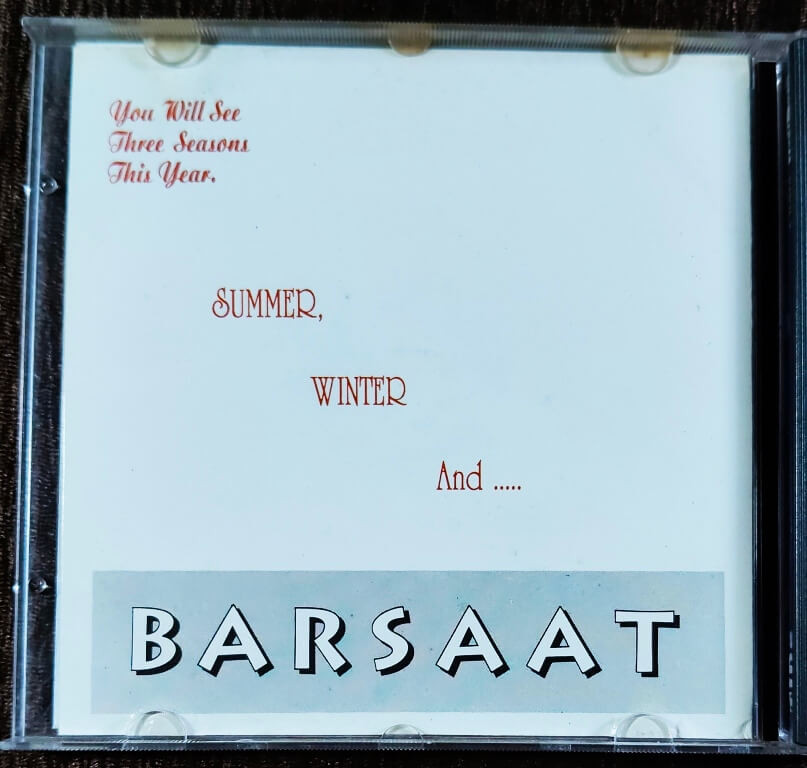 You Will See
Three Seasons
This Year.
SUMMER,
WINTER
And .....
BARSAAT